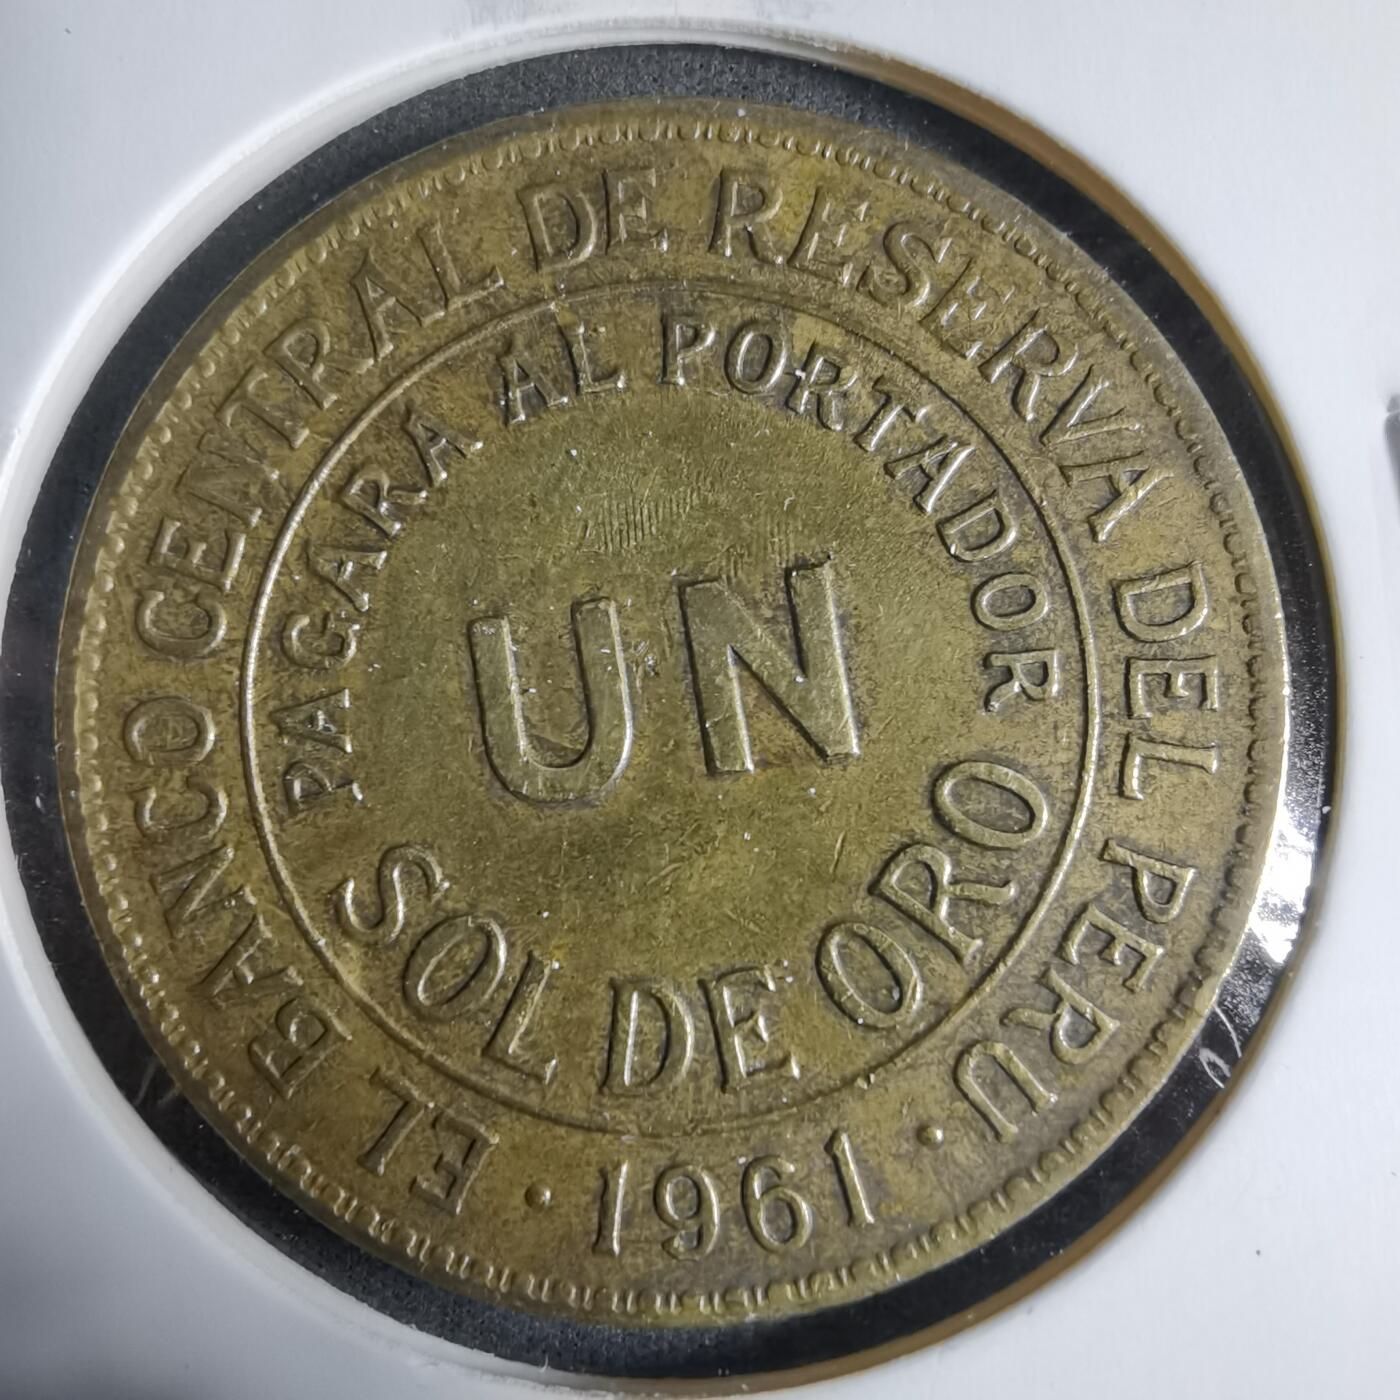 EL BANCO CENTRAL DE RESERVA DEL PERU
PAGARA AL PORTADOR
UN
SOL DE ORO
· 1961 ·